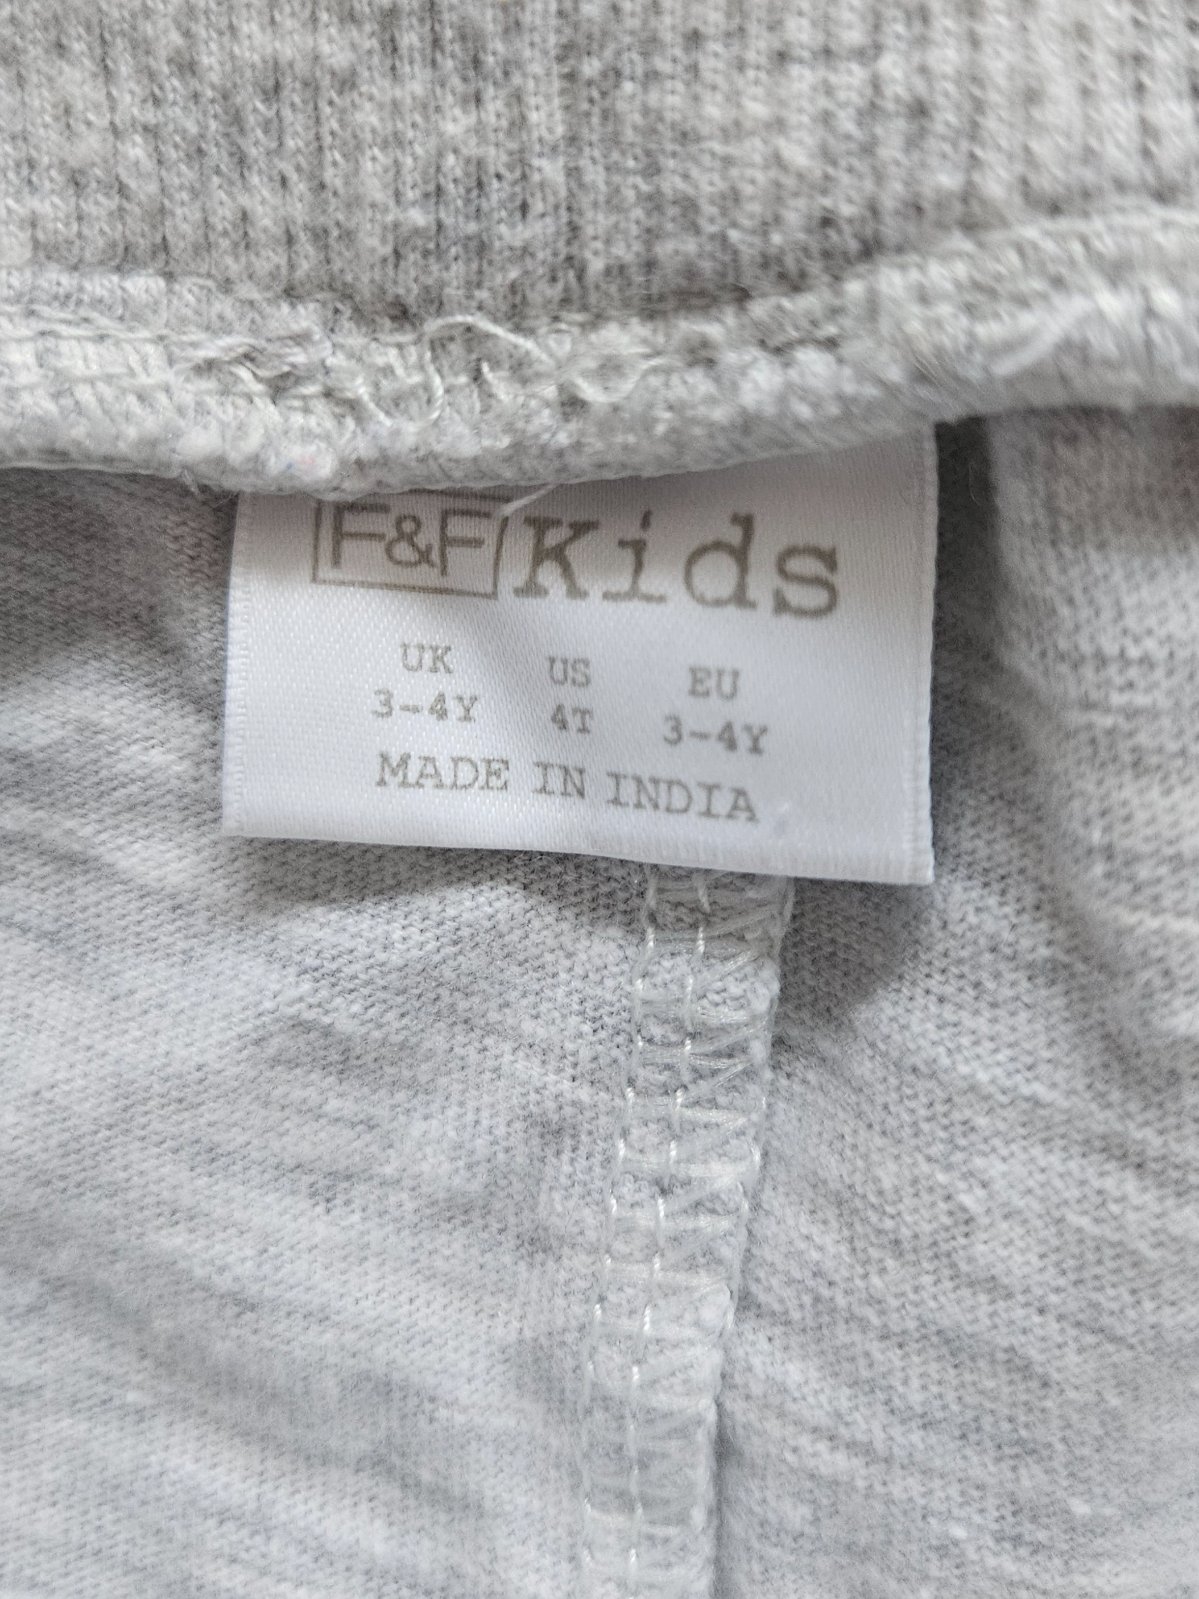 F&F Kids
UK US EU
3-4Y 4T 3-4Y
MADE IN INDIA